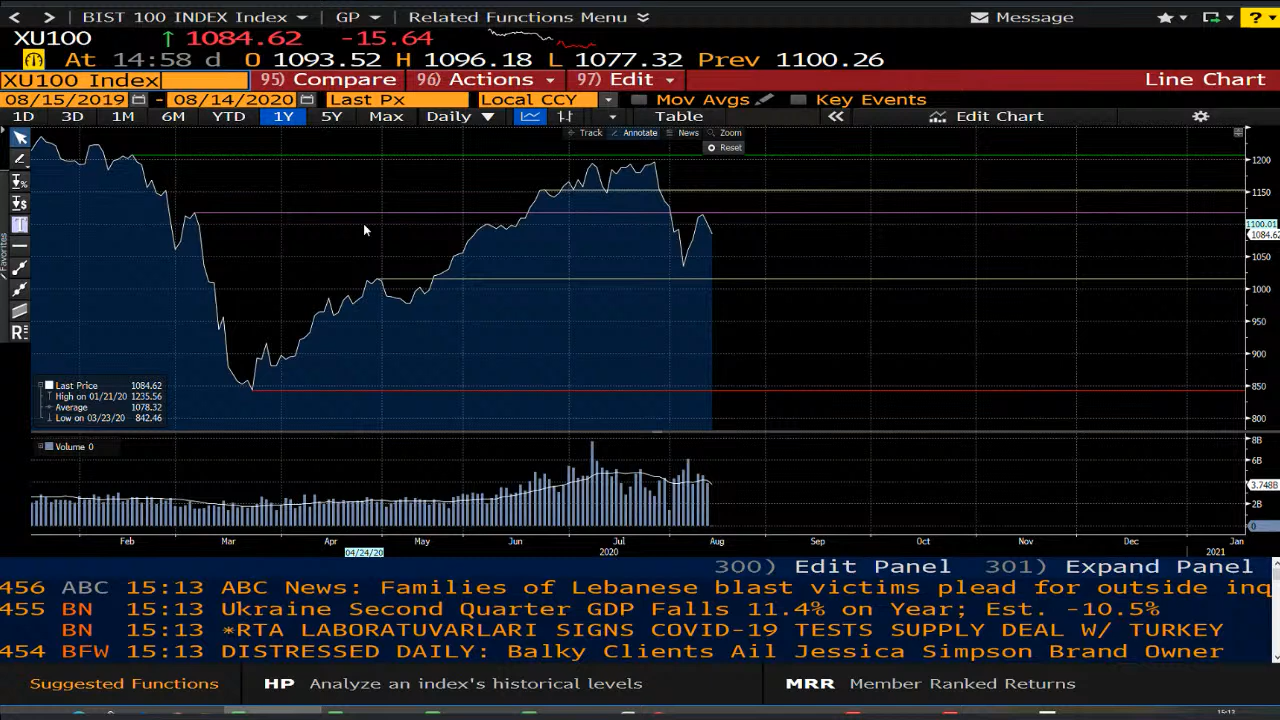 BIST 100 INDEX Index GP Related Functions Menu Message ?
XU100 1084.62 -15.64
At 14:58 d O 1093.52 H 1096.18 L 1077.32 Prev 1100.26
XU100 Index 95) Compare 96) Actions 97) Edit Line Chart
08/15/2019 - 08/14/2020 Last Px Local CCY Mov Avgs Key Events
1D 3D 1M 6M YTD 1Y 5Y Max Daily Table Edit Chart
Track Annotate News Zoom
Reset
Favorites
1200
1150
1100.01
1084.62
1050
1000
950
900
850
800
Last Price 1084.62
High on 01/21/20 1235.56
Average 1078.32
Low on 03/23/20 842.46
Volume 0
8B
6B
3.748B
2B
0
Feb Mar Apr May Jun Jul Aug Sep Oct Nov Dec Jan
04/24/20 2020 2021
300) Edit Panel 301) Expand Panel
456 ABC 15:13 ABC News: Families of Lebanese blast victims plead for outside inq
455 BN 15:13 Ukraine Second Quarter GDP Falls 11.4% on Year; Est. -10.5%
BN 15:13 *RTA LABORATUVARLARI SIGNS COVID-19 TESTS SUPPLY DEAL W/ TURKEY
454 BFW 15:13 DISTRESSED DAILY: Balky Clients Ail Jessica Simpson Brand Owner
Suggested Functions HP Analyze an index's historical levels MRR Member Ranked Returns